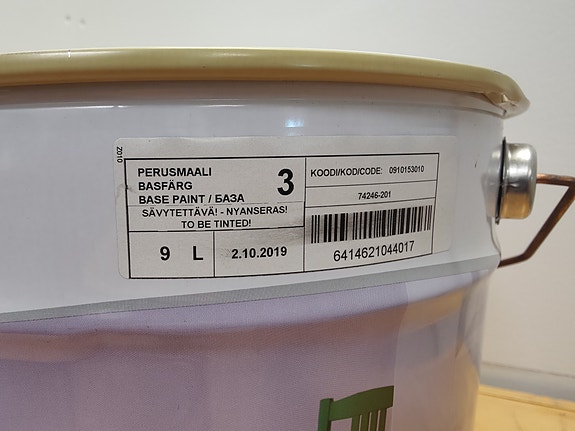 Z010
PERUSMAALI
BASFÄRG
BASE PAINT / БАЗА
3
SÄVYTETTÄVÄ! - NYANSERAS!
TO BE TINTED!
9 L
2.10.2019
KOODI/KOD/CODE: 0910153010
74246-201
6414621044017